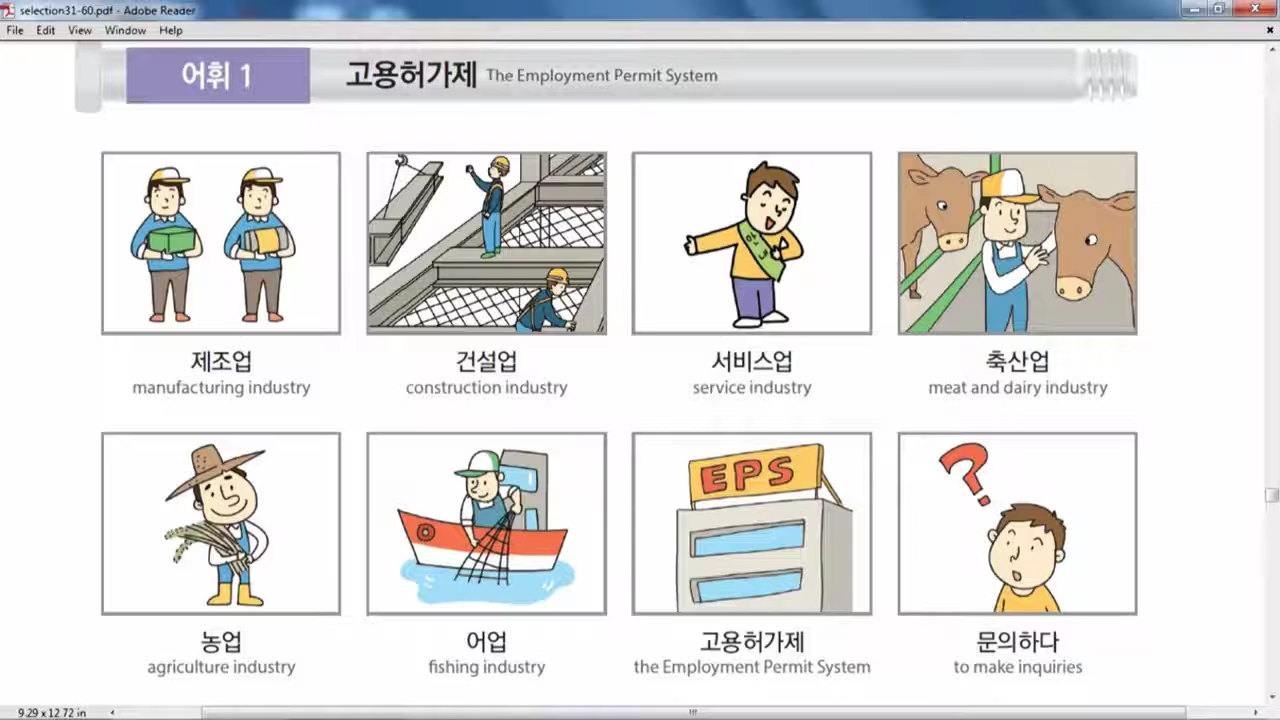 selection31-60.pdf - Adobe Reader
File Edit View Window Help
어휘 1 고용허가제 The Employment Permit System
제조업 건설업 서비스업 축산업
manufacturing industry construction industry service industry meat and dairy industry
EPS
농업 어업 고용허가제 문의하다
agriculture industry fishing industry the Employment Permit System to make inquiries
9.29 x 12.72 in